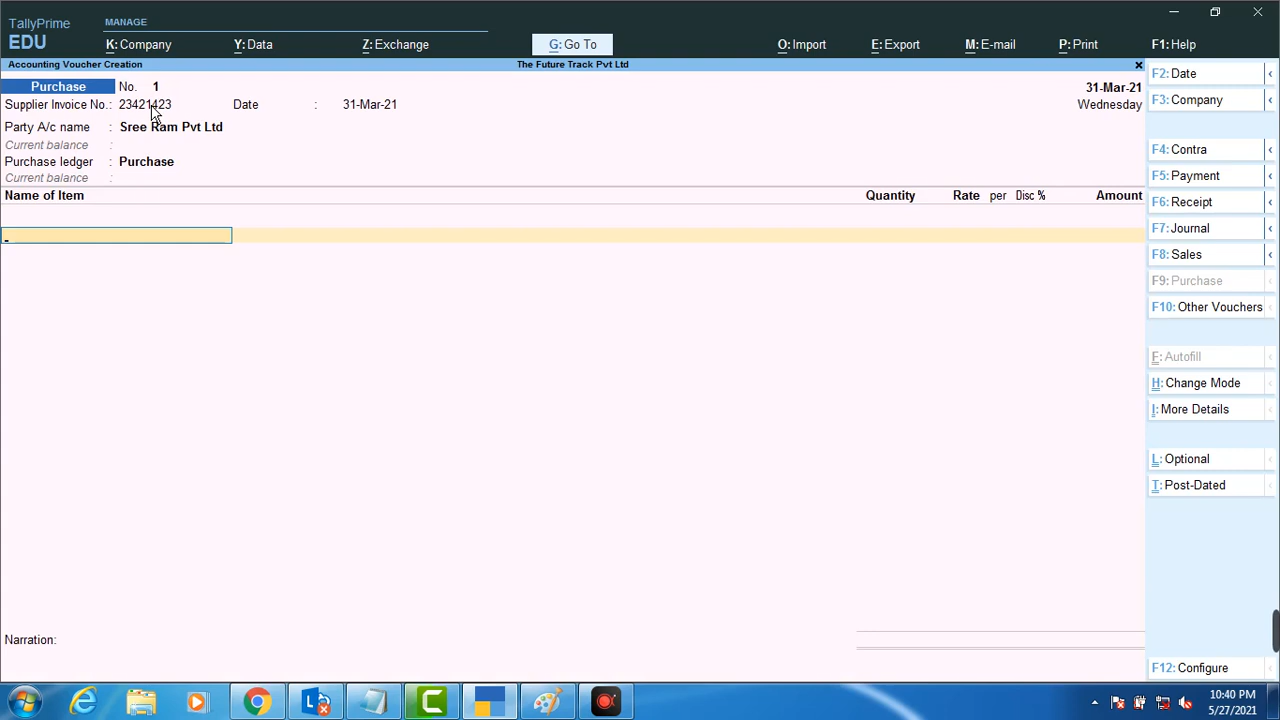 TallyPrime
EDU
MANAGE
K: Company
Y: Data
Z: Exchange
G: Go To
O: Import
E: Export
M: E-mail
P: Print
F1: Help
Accounting Voucher Creation
The Future Track Pvt Ltd
Purchase No. 1
31-Mar-21
Supplier Invoice No.: 23421423 Date : 31-Mar-21
Wednesday
Party A/c name : Sree Ram Pvt Ltd
Current balance :
Purchase ledger : Purchase
Current balance :
Name of Item Quantity Rate per Disc % Amount
Narration:
F2: Date
F3: Company
F4: Contra
F5: Payment
F6: Receipt
F7: Journal
F8: Sales
F9: Purchase
F10: Other Vouchers
F: Autofill
H: Change Mode
I: More Details
L: Optional
T: Post-Dated
F12: Configure
10:40 PM
5/27/2021